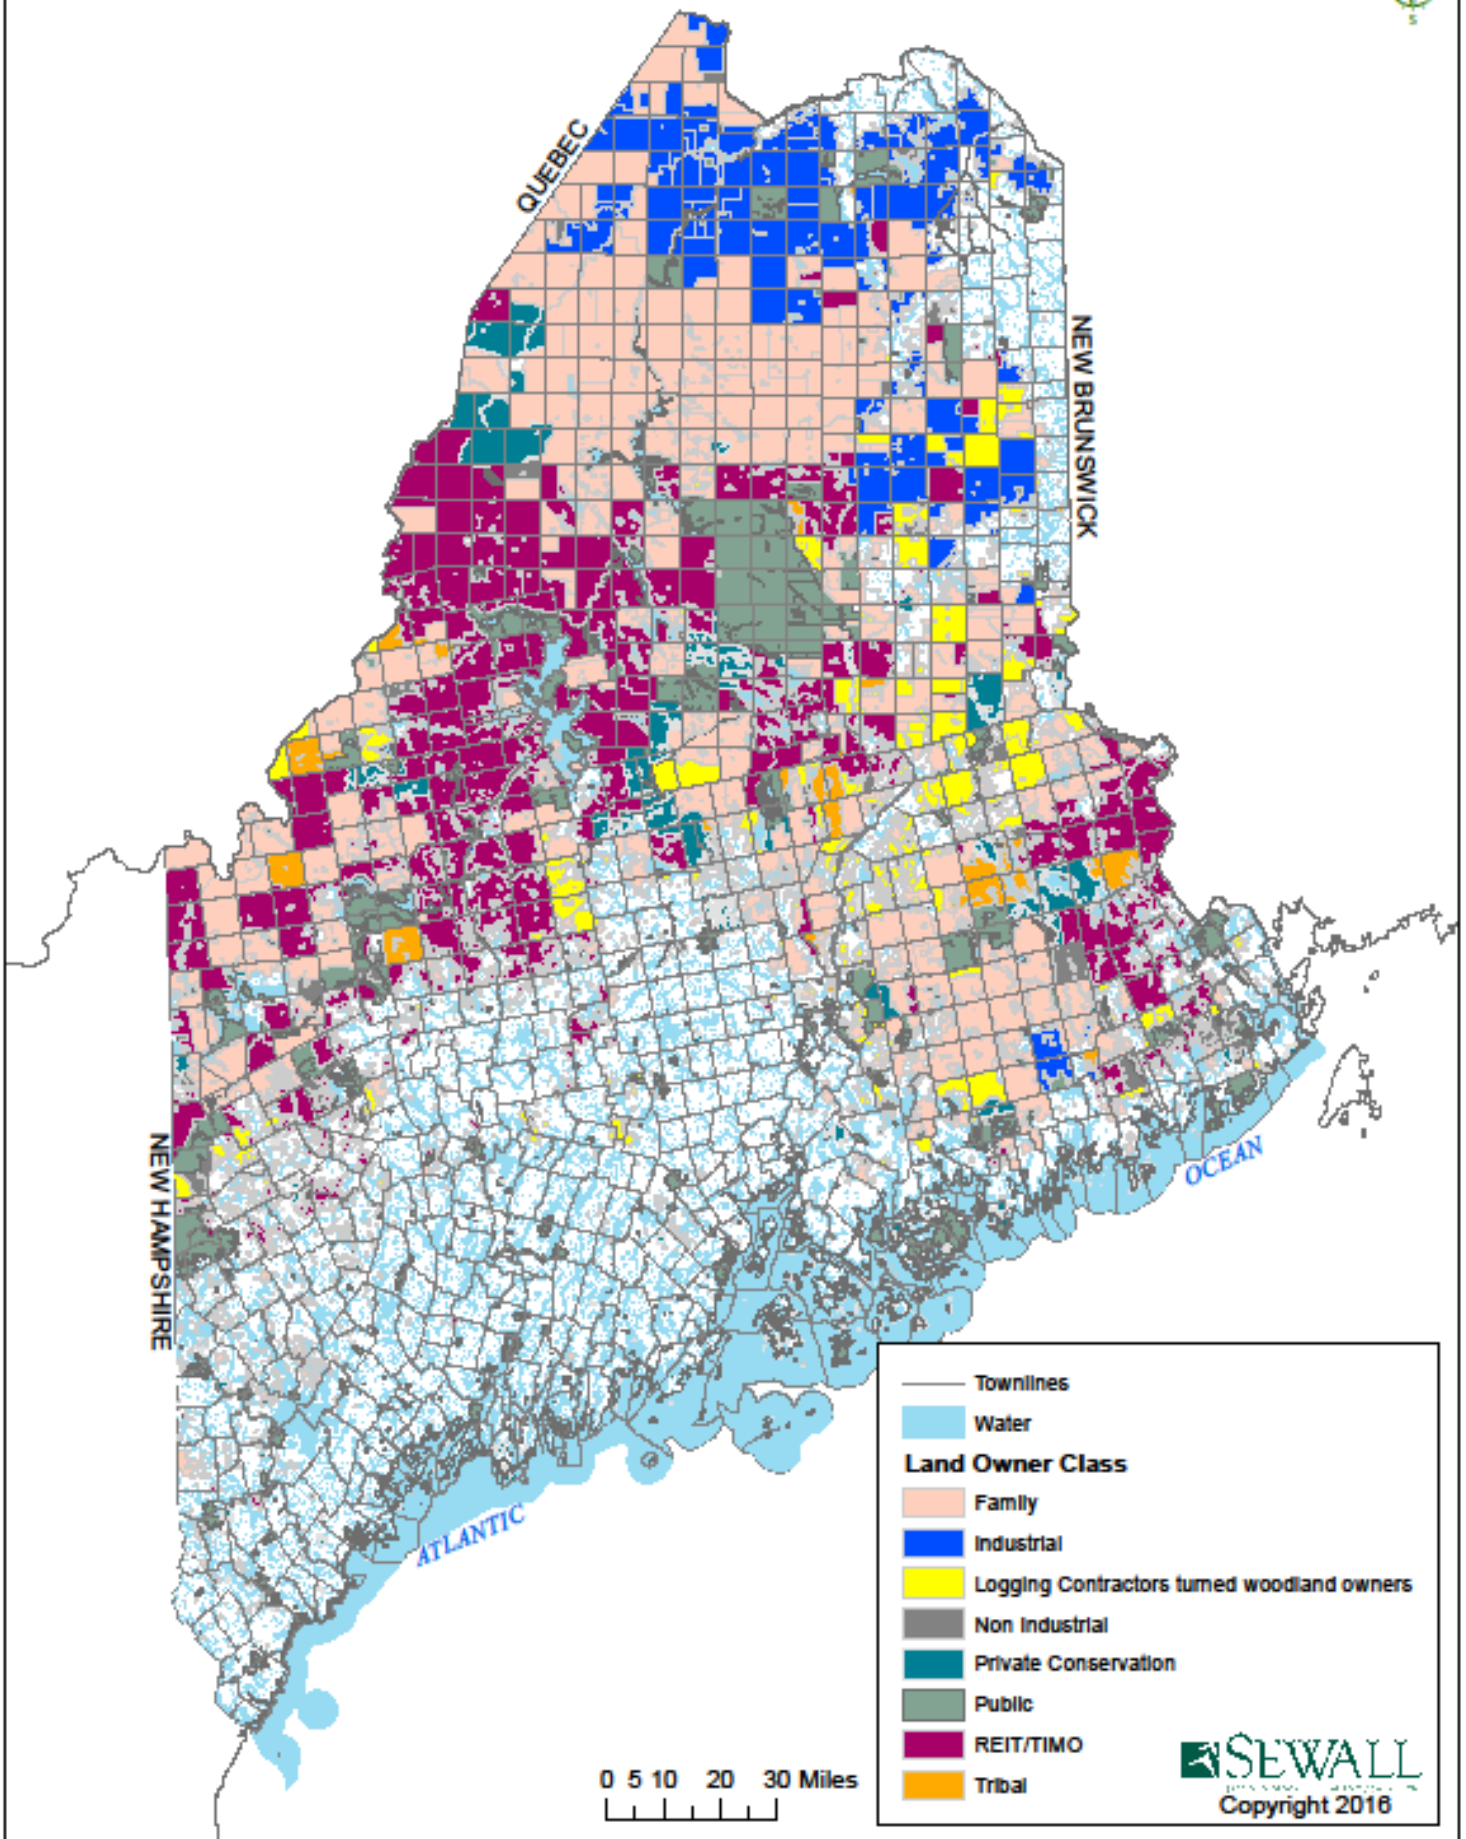 S
QUEBEC
NEW BRUNSWICK
NEW HAMPSHIRE
OCEAN
ATLANTIC
Townlines
Water
Land Owner Class
Family
Industrial
Logging Contractors turned woodland owners
Non Industrial
Private Conservation
Public
REIT/TIMO
Tribal
0 5 10 20 30 Miles
SEWALL
Copyright 2016